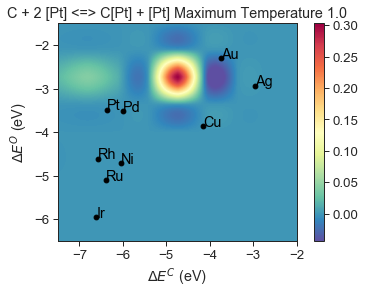 C + 2 [Pt] <=> C[Pt] + [Pt] Maximum Temperature 1.0
−2
−3
−4
−5
−6
ΔE^O (eV)
Au
Ag
Pt
Pd
Cu
Rh
Ni
Ru
Ir
−7
−6
−5
−4
−3
−2
ΔE^C (eV)
0.30
0.25
0.20
0.15
0.10
0.05
0.00